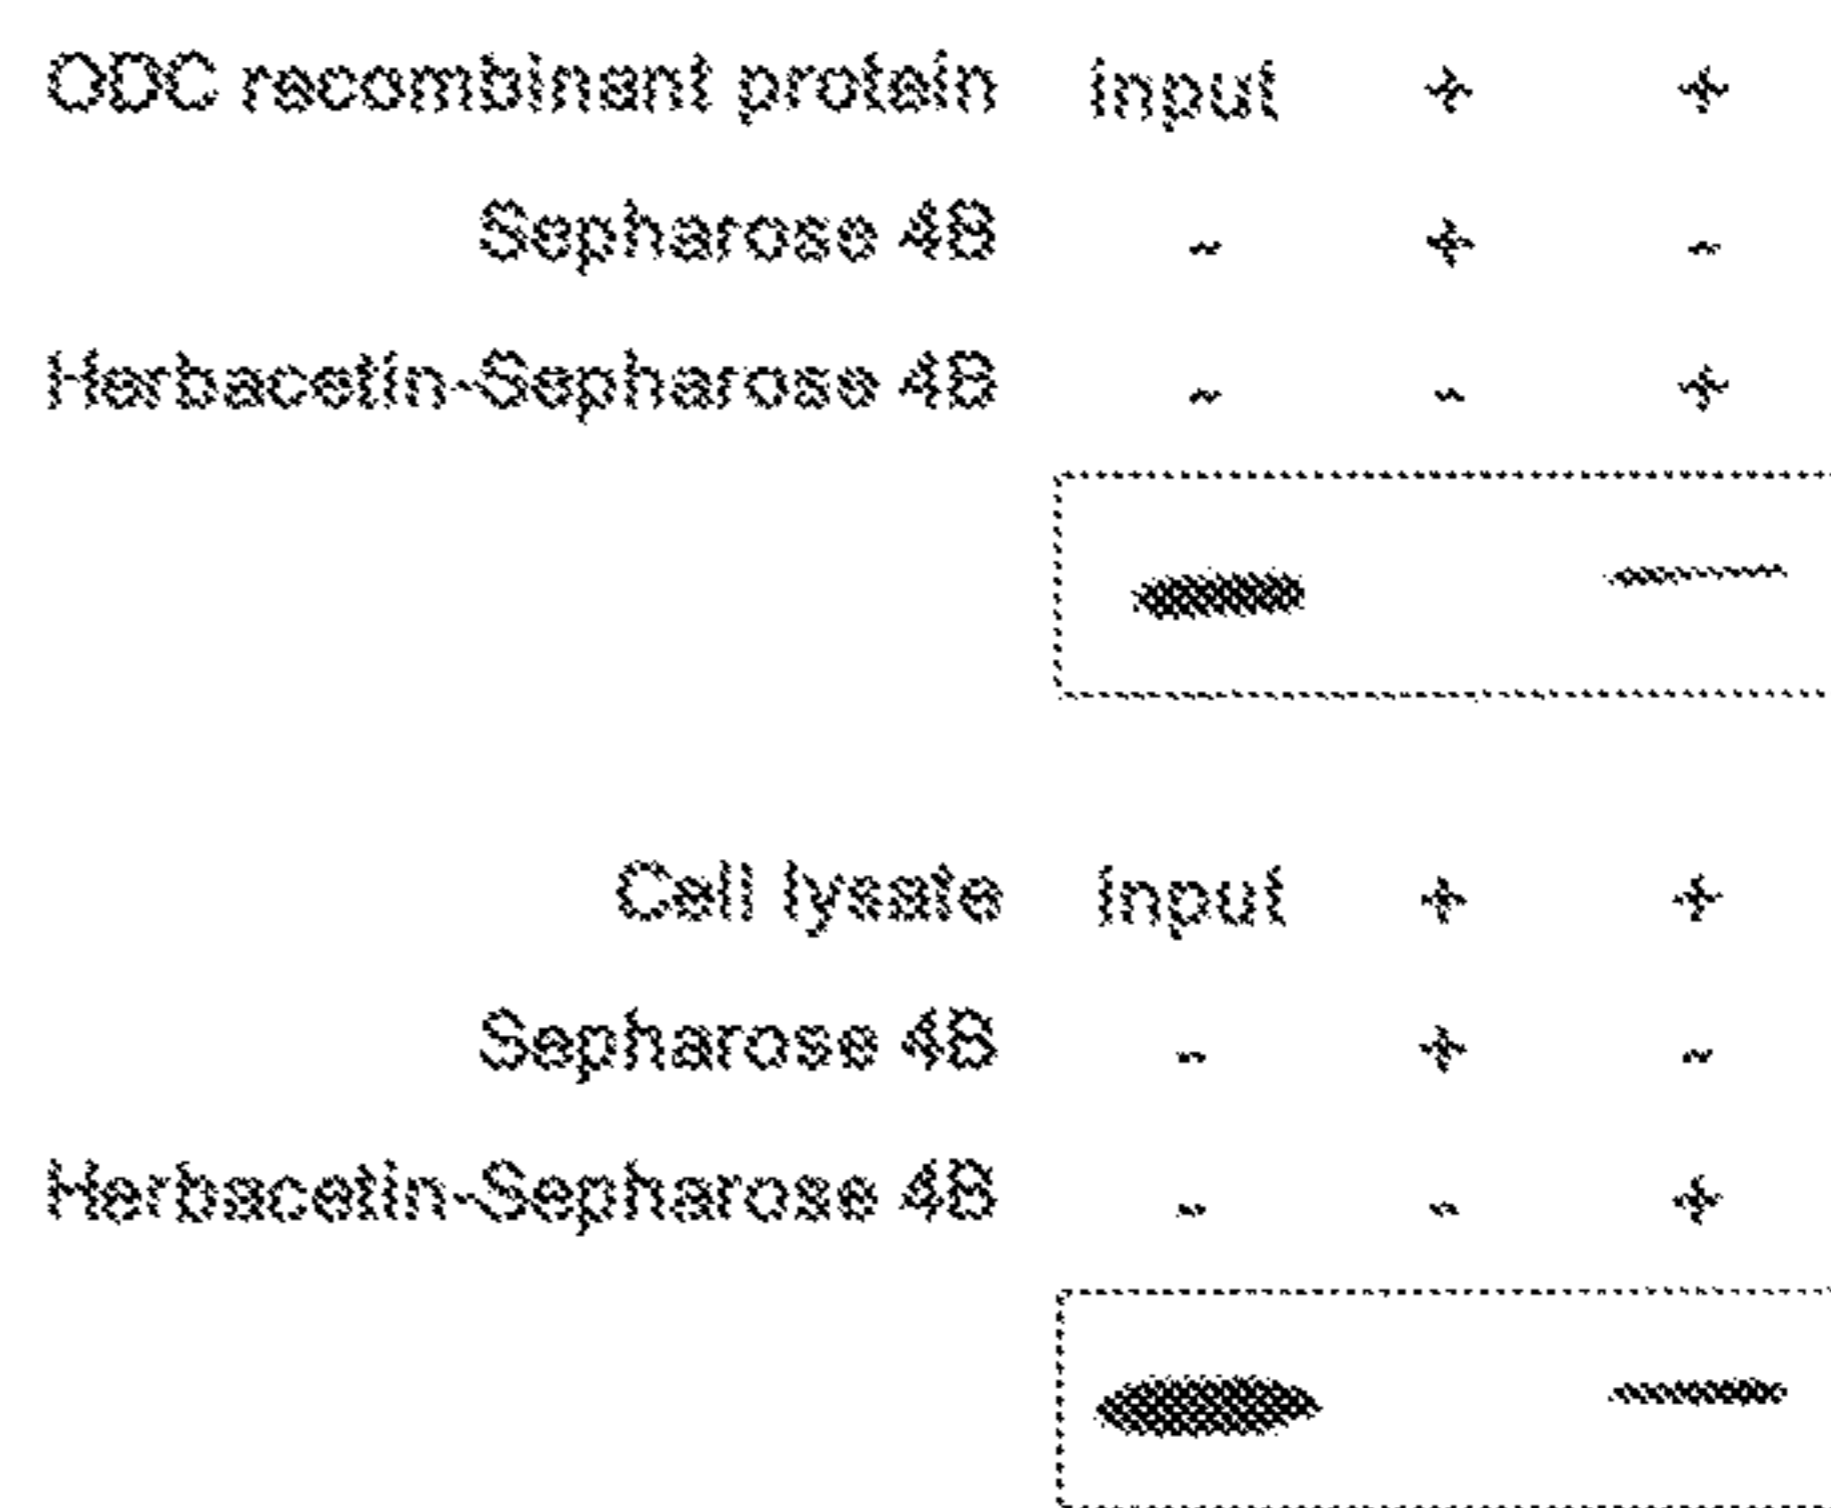 ODC recombinant protein input + +
Sepharose 4B - + -
Herbacetin-Sepharose 4B - - +
Cell lysate input + +
Sepharose 4B - + -
Herbacetin-Sepharose 4B - - +